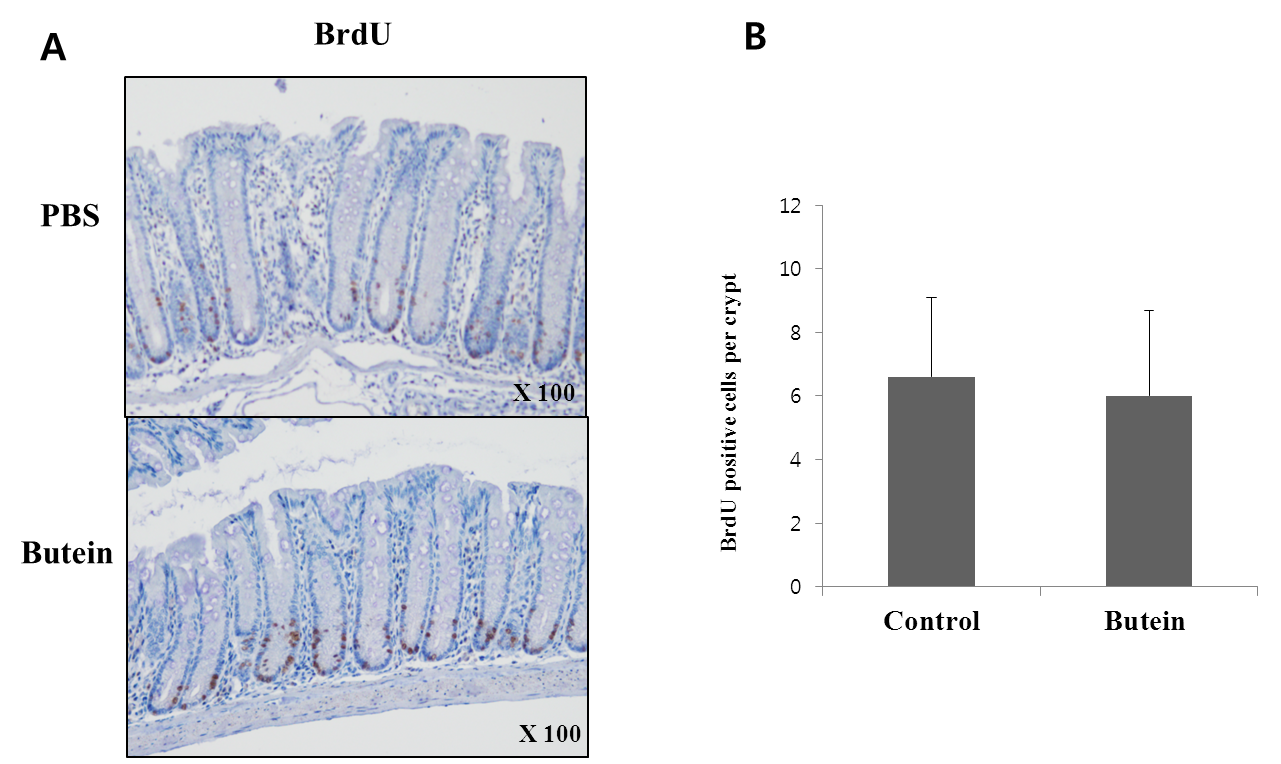 A
BrdU
PBS
X 100
Butein
X 100
B
BrdU positive cells per crypt
12
10
8
6
4
2
0
Control
Butein